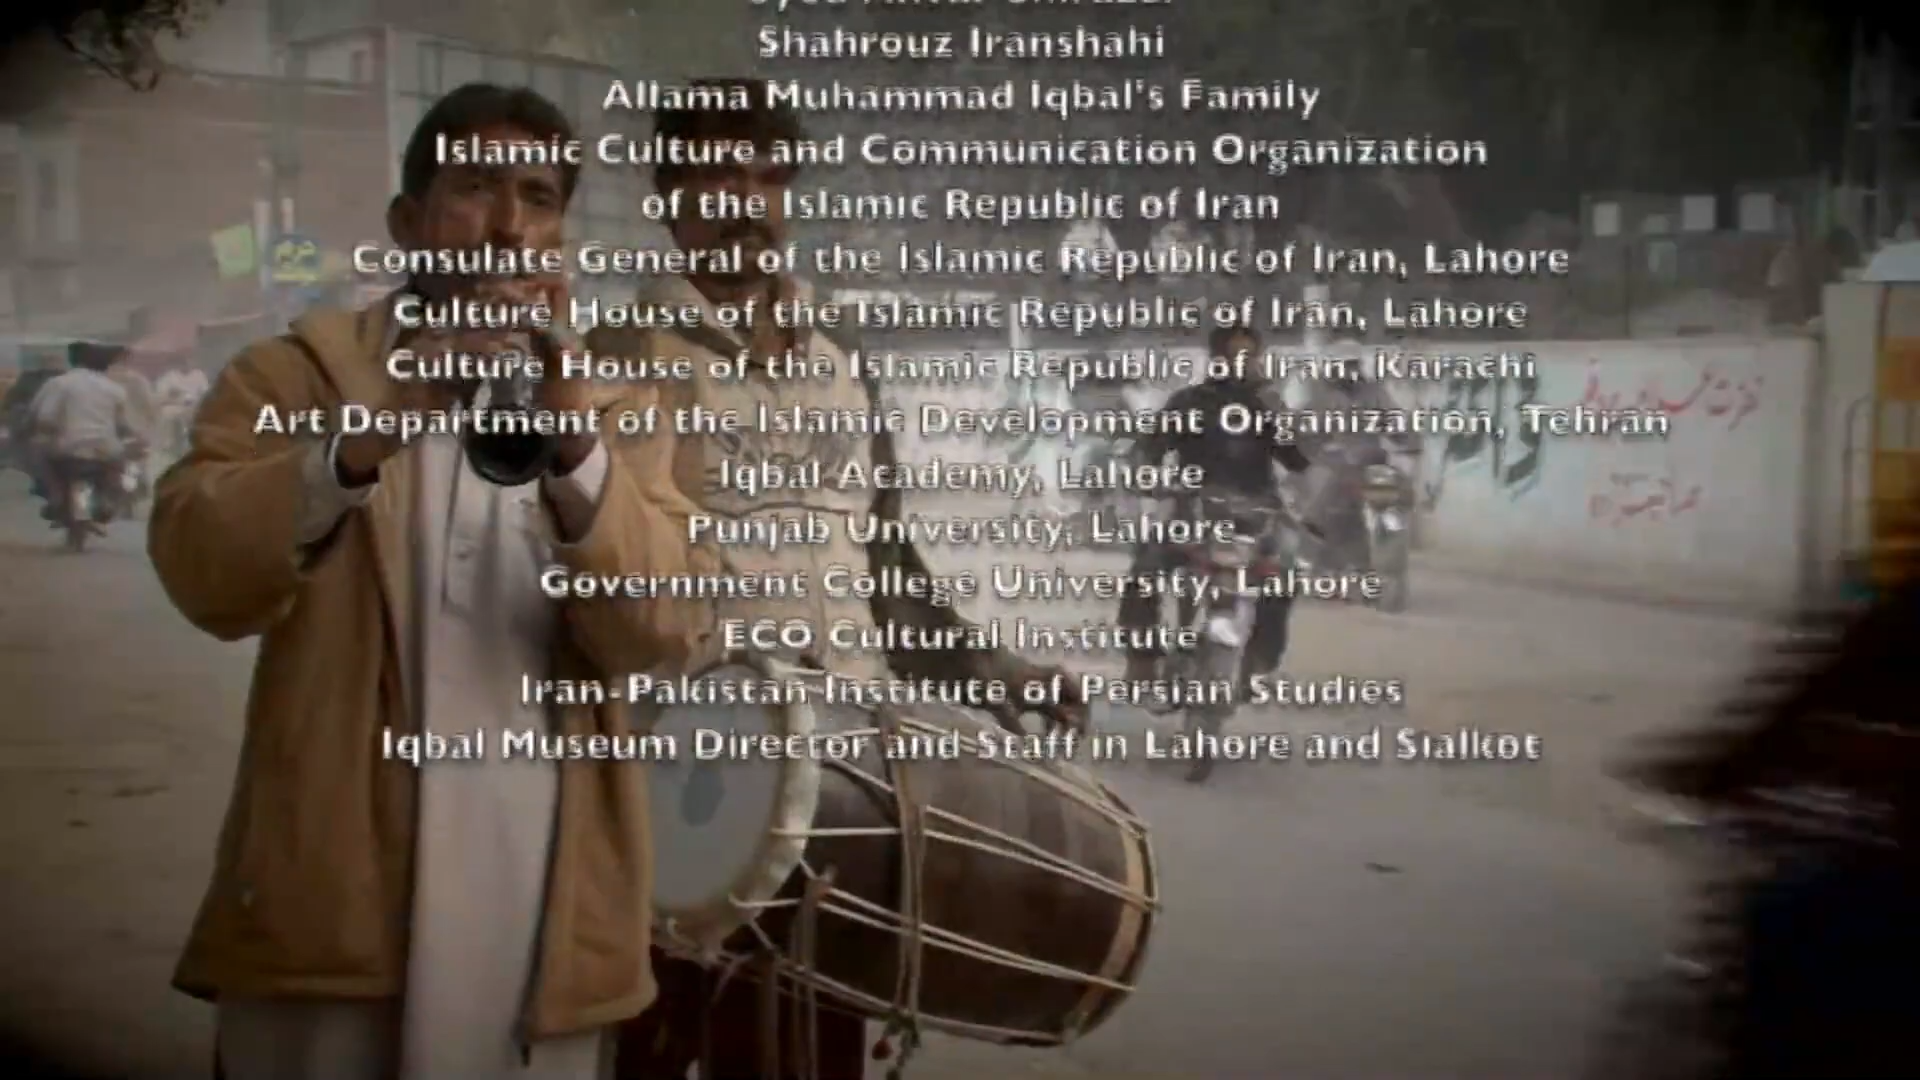 Shahrouz Iranshahi
Allama Muhammad Iqbal's Family
Islamic Culture and Communication Organization
of the Islamic Republic of Iran
Consulate General of the Islamic Republic of Iran, Lahore
Culture House of the Islamic Republic of Iran, Lahore
Culture House of the Islamic Republic of Iran, Karachi
Art Department of the Islamic Development Organization, Tehran
Iqbal Academy, Lahore
Punjab University, Lahore
Government College University, Lahore
ECO Cultural Institute
Iran-Pakistan Institute of Persian Studies
Iqbal Museum Director and Staff in Lahore and Sialkot